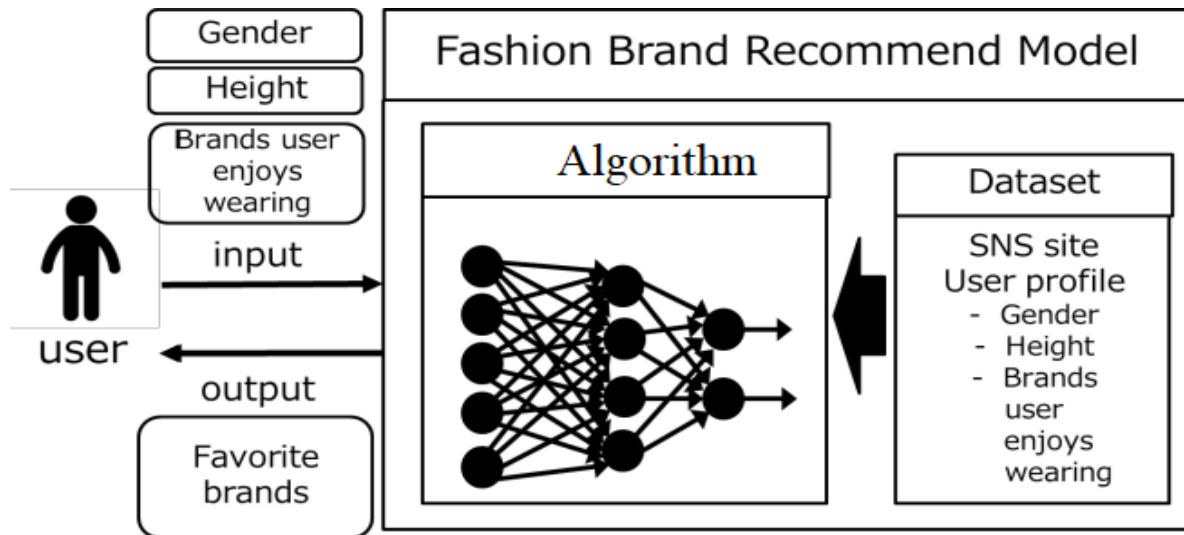 Gender
Height
Brands user
enjoys
wearing
input
user
output
Favorite
brands
Fashion Brand Recommend Model
Algorithm
Dataset
SNS site
User profile
- Gender
- Height
- Brands
user
enjoys
wearing